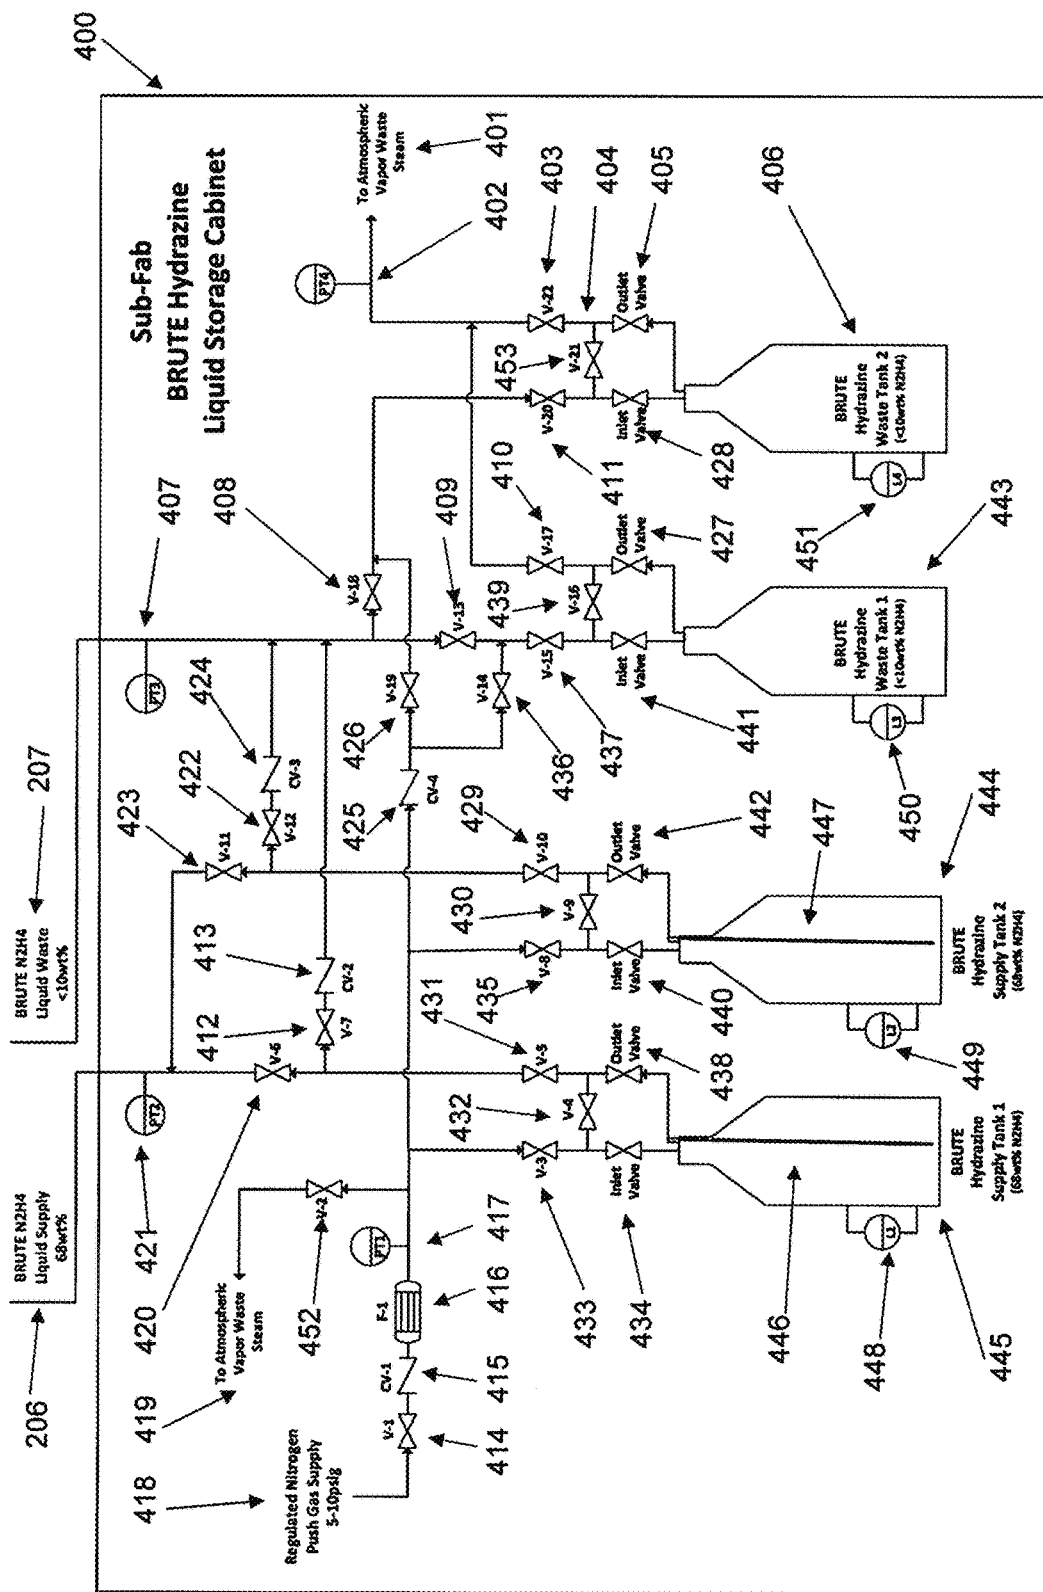 206
BRUTE N2H4
Liquid Supply
68wt%
BRUTE N2H4
Liquid Waste
<10wt%
207
400
Sub-Fab
BRUTE Hydrazine
Liquid Storage Cabinet
418
419
420
421
412
413
423
422
424
407
408
PT2
PT3
PT4
To Atmospheric
Vapor Waste
Steam
401
402
To Atmospheric
Vapor Waste
Steam
452
V-11
V-6
V-12
CV-3
V-7
CV-2
V-18
Regulated Nitrogen
Push Gas Supply
5-10psig
V-2
PT1
V-1
CV-1
F-1
414
415
416
417
425
CV-4
V-19
426
V-13
409
V-14
436
432
431
430
429
439
410
453
403
404
405
V-3
V-4
V-5
V-8
V-9
V-10
V-15
V-16
V-17
V-20
V-21
V-22
411
433
435
437
Inlet
Valve
Outlet
Valve
Inlet
Valve
Outlet
Valve
Inlet
Valve
Outlet
Valve
Inlet
Valve
Outlet
Valve
434
438
440
442
441
427
428
406
446
447
BRUTE
Hydrazine
Waste Tank 1
(<10wt% N2H4)
BRUTE
Hydrazine
Waste Tank 2
(<10wt% N2H4)
L1
L2
L3
L4
448
449
450
451
BRUTE
Hydrazine
Supply Tank 1
(68wt% N2H4)
BRUTE
Hydrazine
Supply Tank 2
(68wt% N2H4)
445
444
443